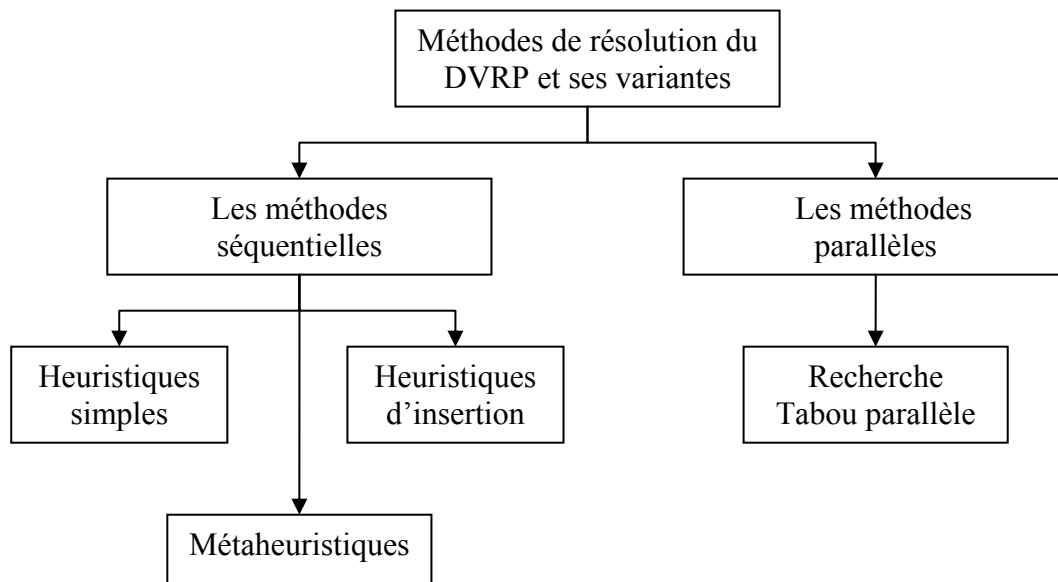 Méthodes de résolution du
DVRP et ses variantes
Les méthodes
séquentielles
Les méthodes
parallèles
Heuristiques
simples
Heuristiques
d’insertion
Recherche
Tabou parallèle
Métaheuristiques